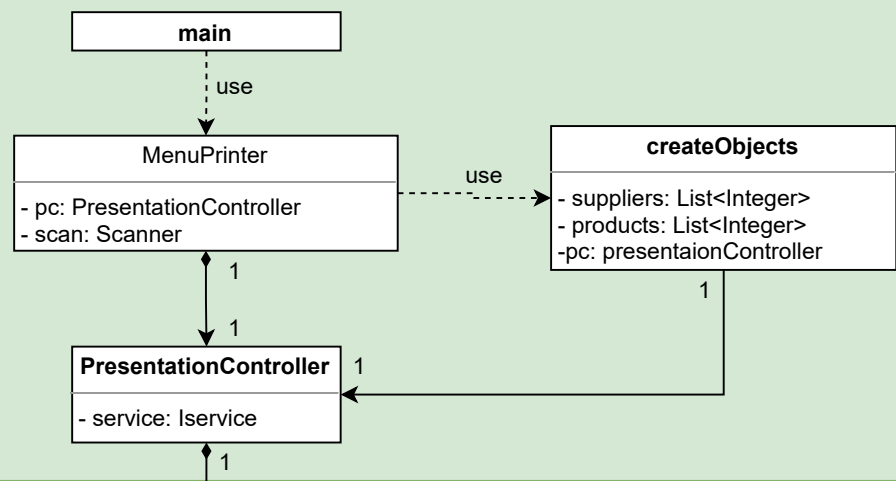 main
use
MenuPrinter
- pc: PresentationController
- scan: Scanner
use
createObjects
- suppliers: List<Integer>
- products: List<Integer>
-pc: presentaionController
1
1
1
1
PresentationController
- service: Iservice
1